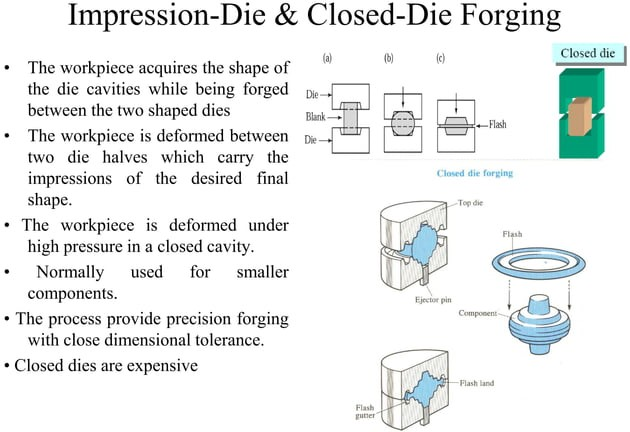 Impression-Die & Closed-Die Forging
• The workpiece acquires the shape of
the die cavities while being forged
between the two shaped dies
• The workpiece is deformed between
two die halves which carry the
impressions of the desired final
shape.
• The workpiece is deformed under
high pressure in a closed cavity.
• Normally used for smaller
components.
• The process provide precision forging
with close dimensional tolerance.
• Closed dies are expensive
(a) (b) (c)
Die
Blank
Die
Flash
Closed die
Closed die forging
Top die
Ejector pin
Flash
Component
Flash land
Flash
gutter